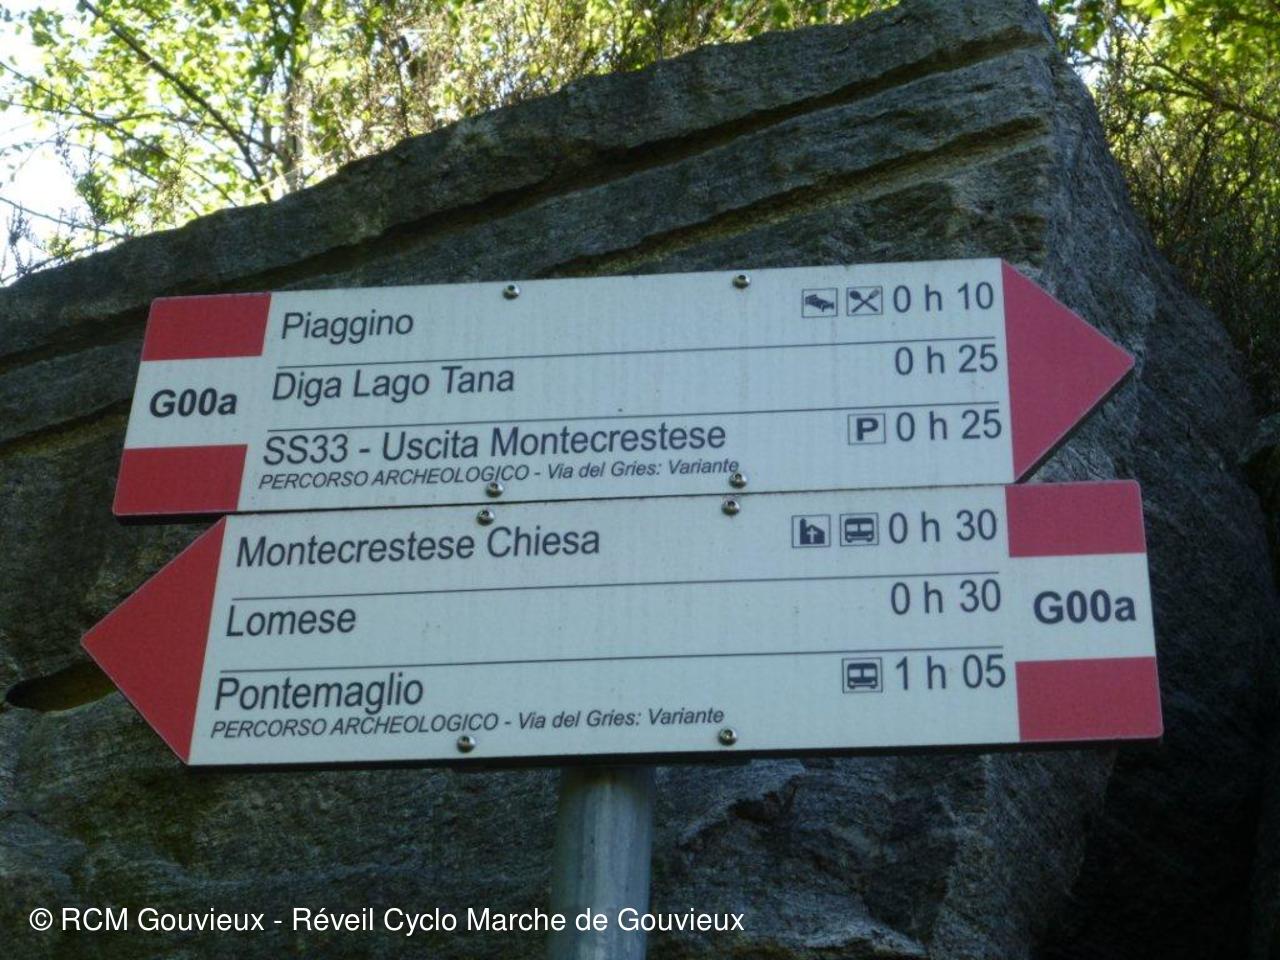 Piaggino 0 h 10
G00a
Diga Lago Tana 0 h 25
SS33 - Uscita Montecrestese P 0 h 25
PERCORSO ARCHEOLOGICO - Via del Gries: Variante
Montecrestese Chiesa 0 h 30
Lomese 0 h 30
G00a
Pontemaglio 1 h 05
PERCORSO ARCHEOLOGICO - Via del Gries: Variante
© RCM Gouvieux - Réveil Cyclo Marche de Gouvieux